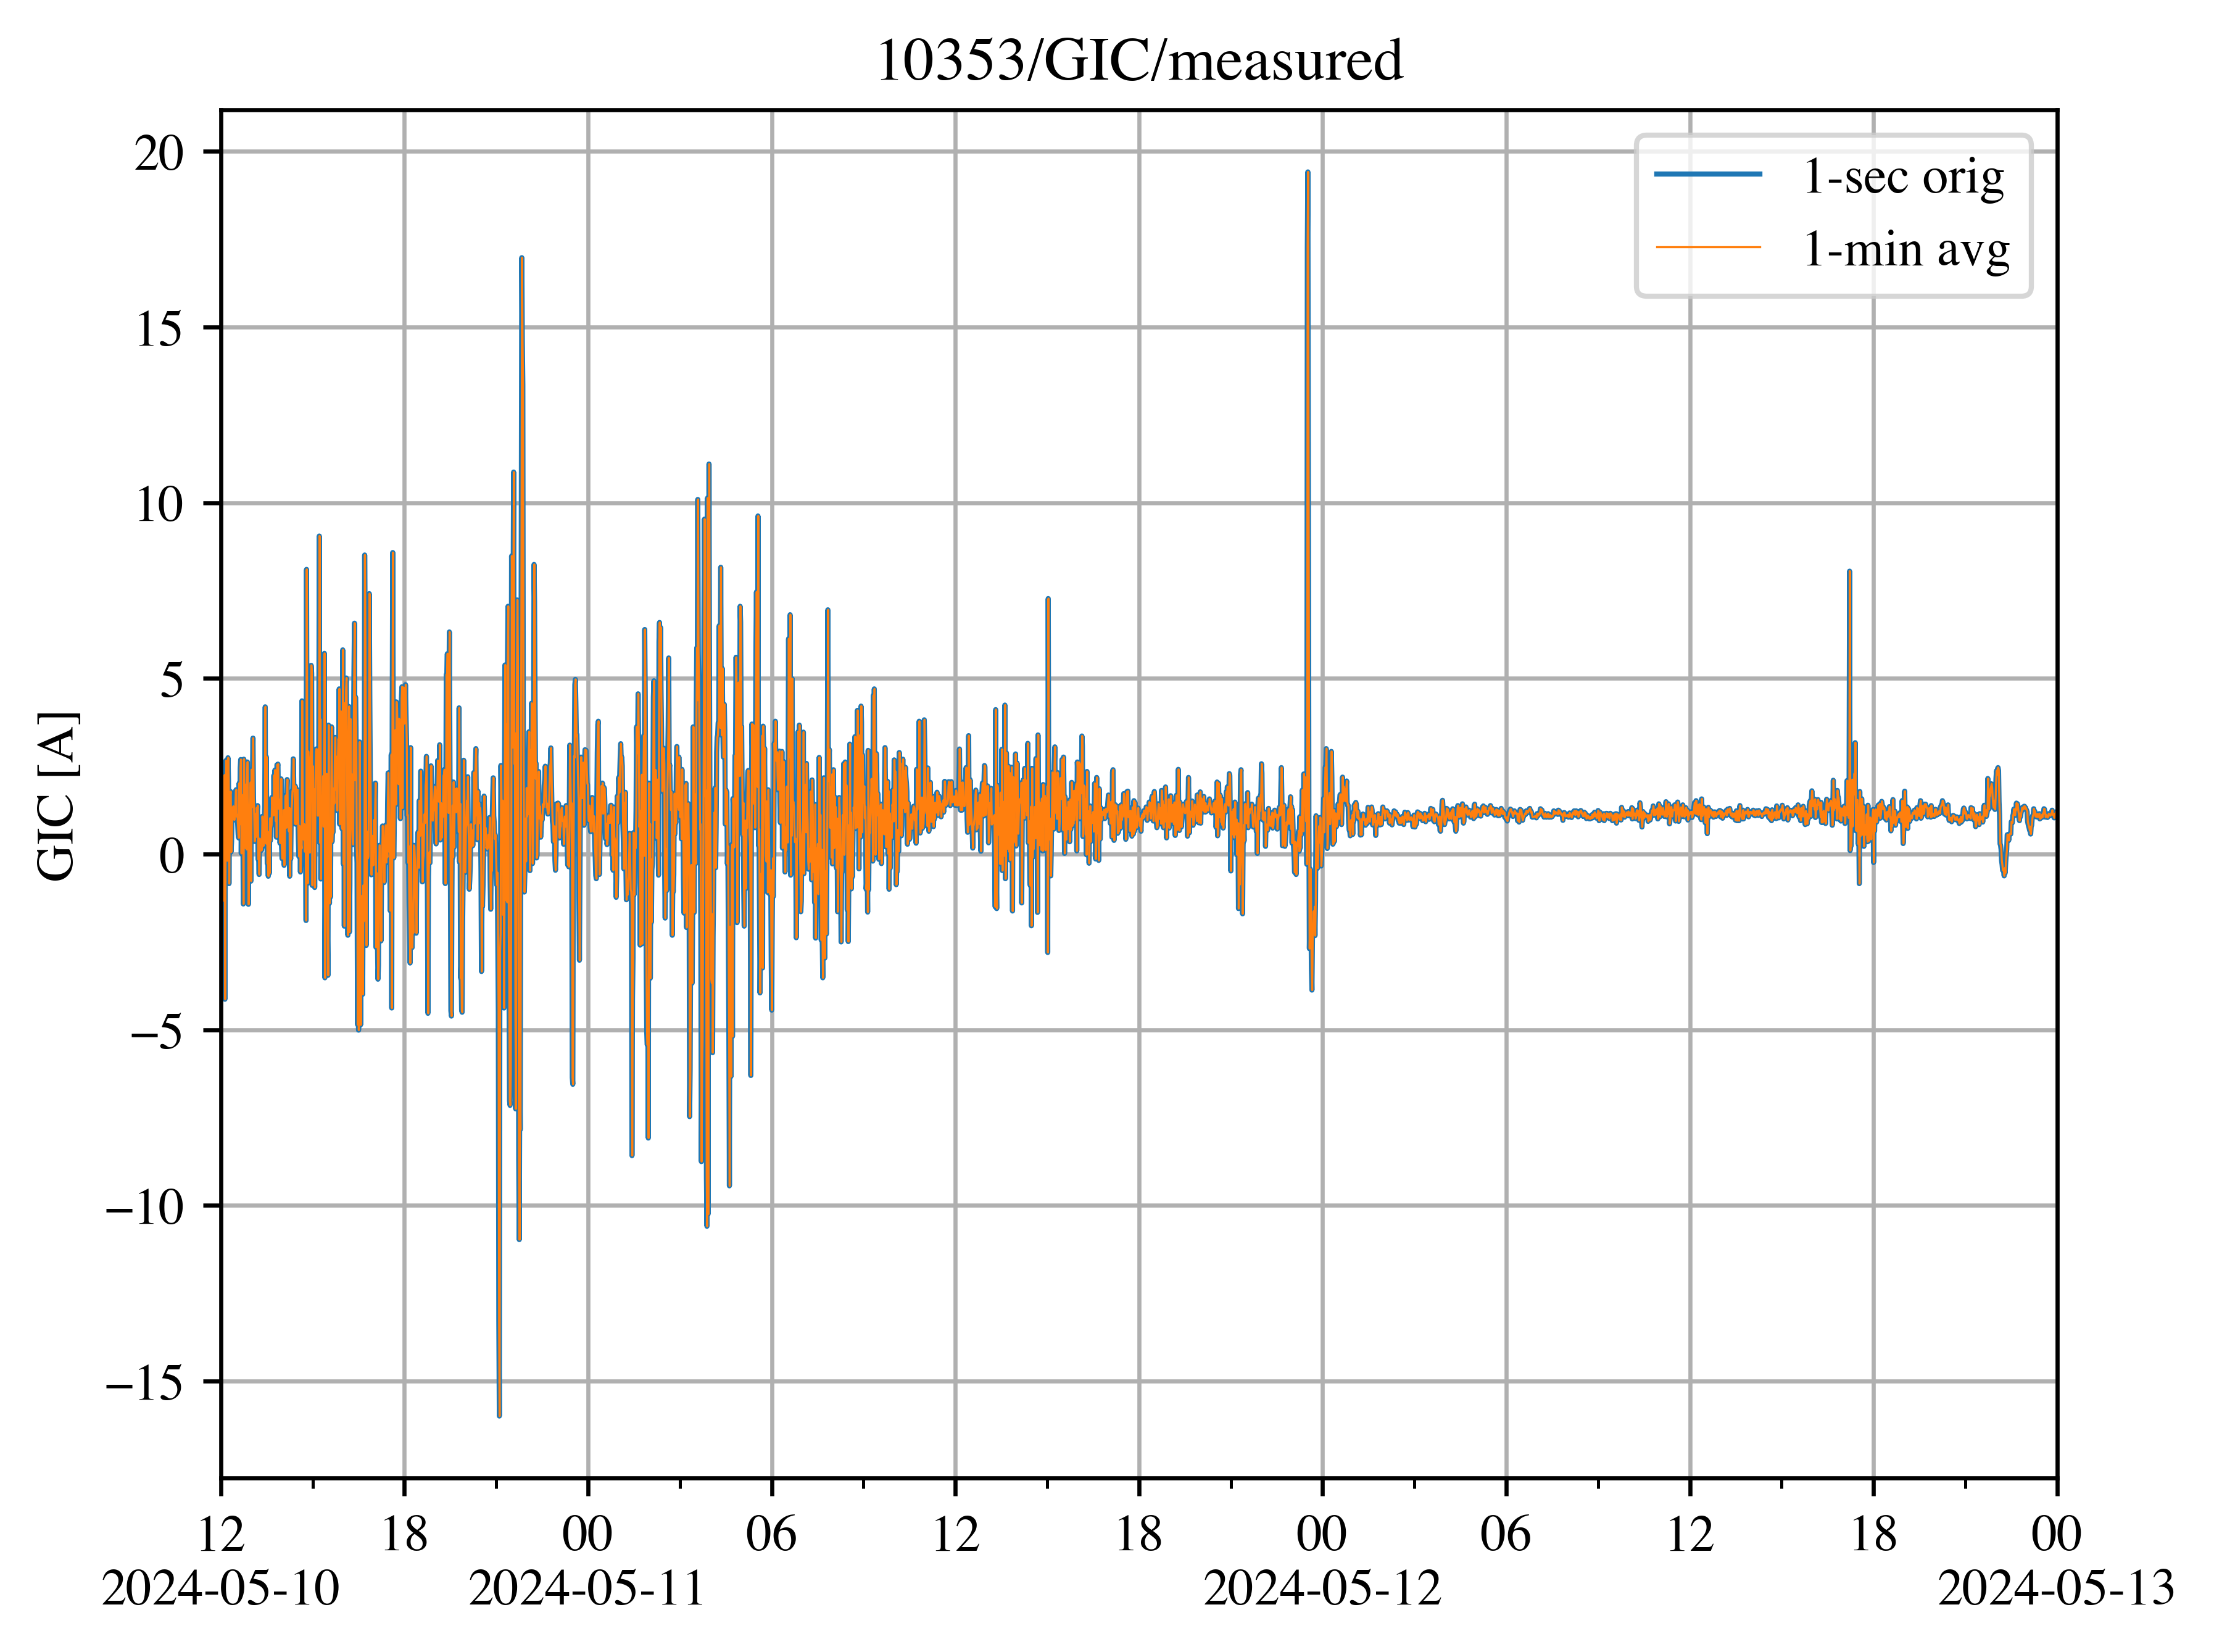 10353/GIC/measured
1-sec orig
1-min avg
20
15
10
5
0
−5
−10
−15
GIC [A]
12 18 00 06 12 18 00 06 12 18 00
2024-05-10 2024-05-11 2024-05-12 2024-05-13